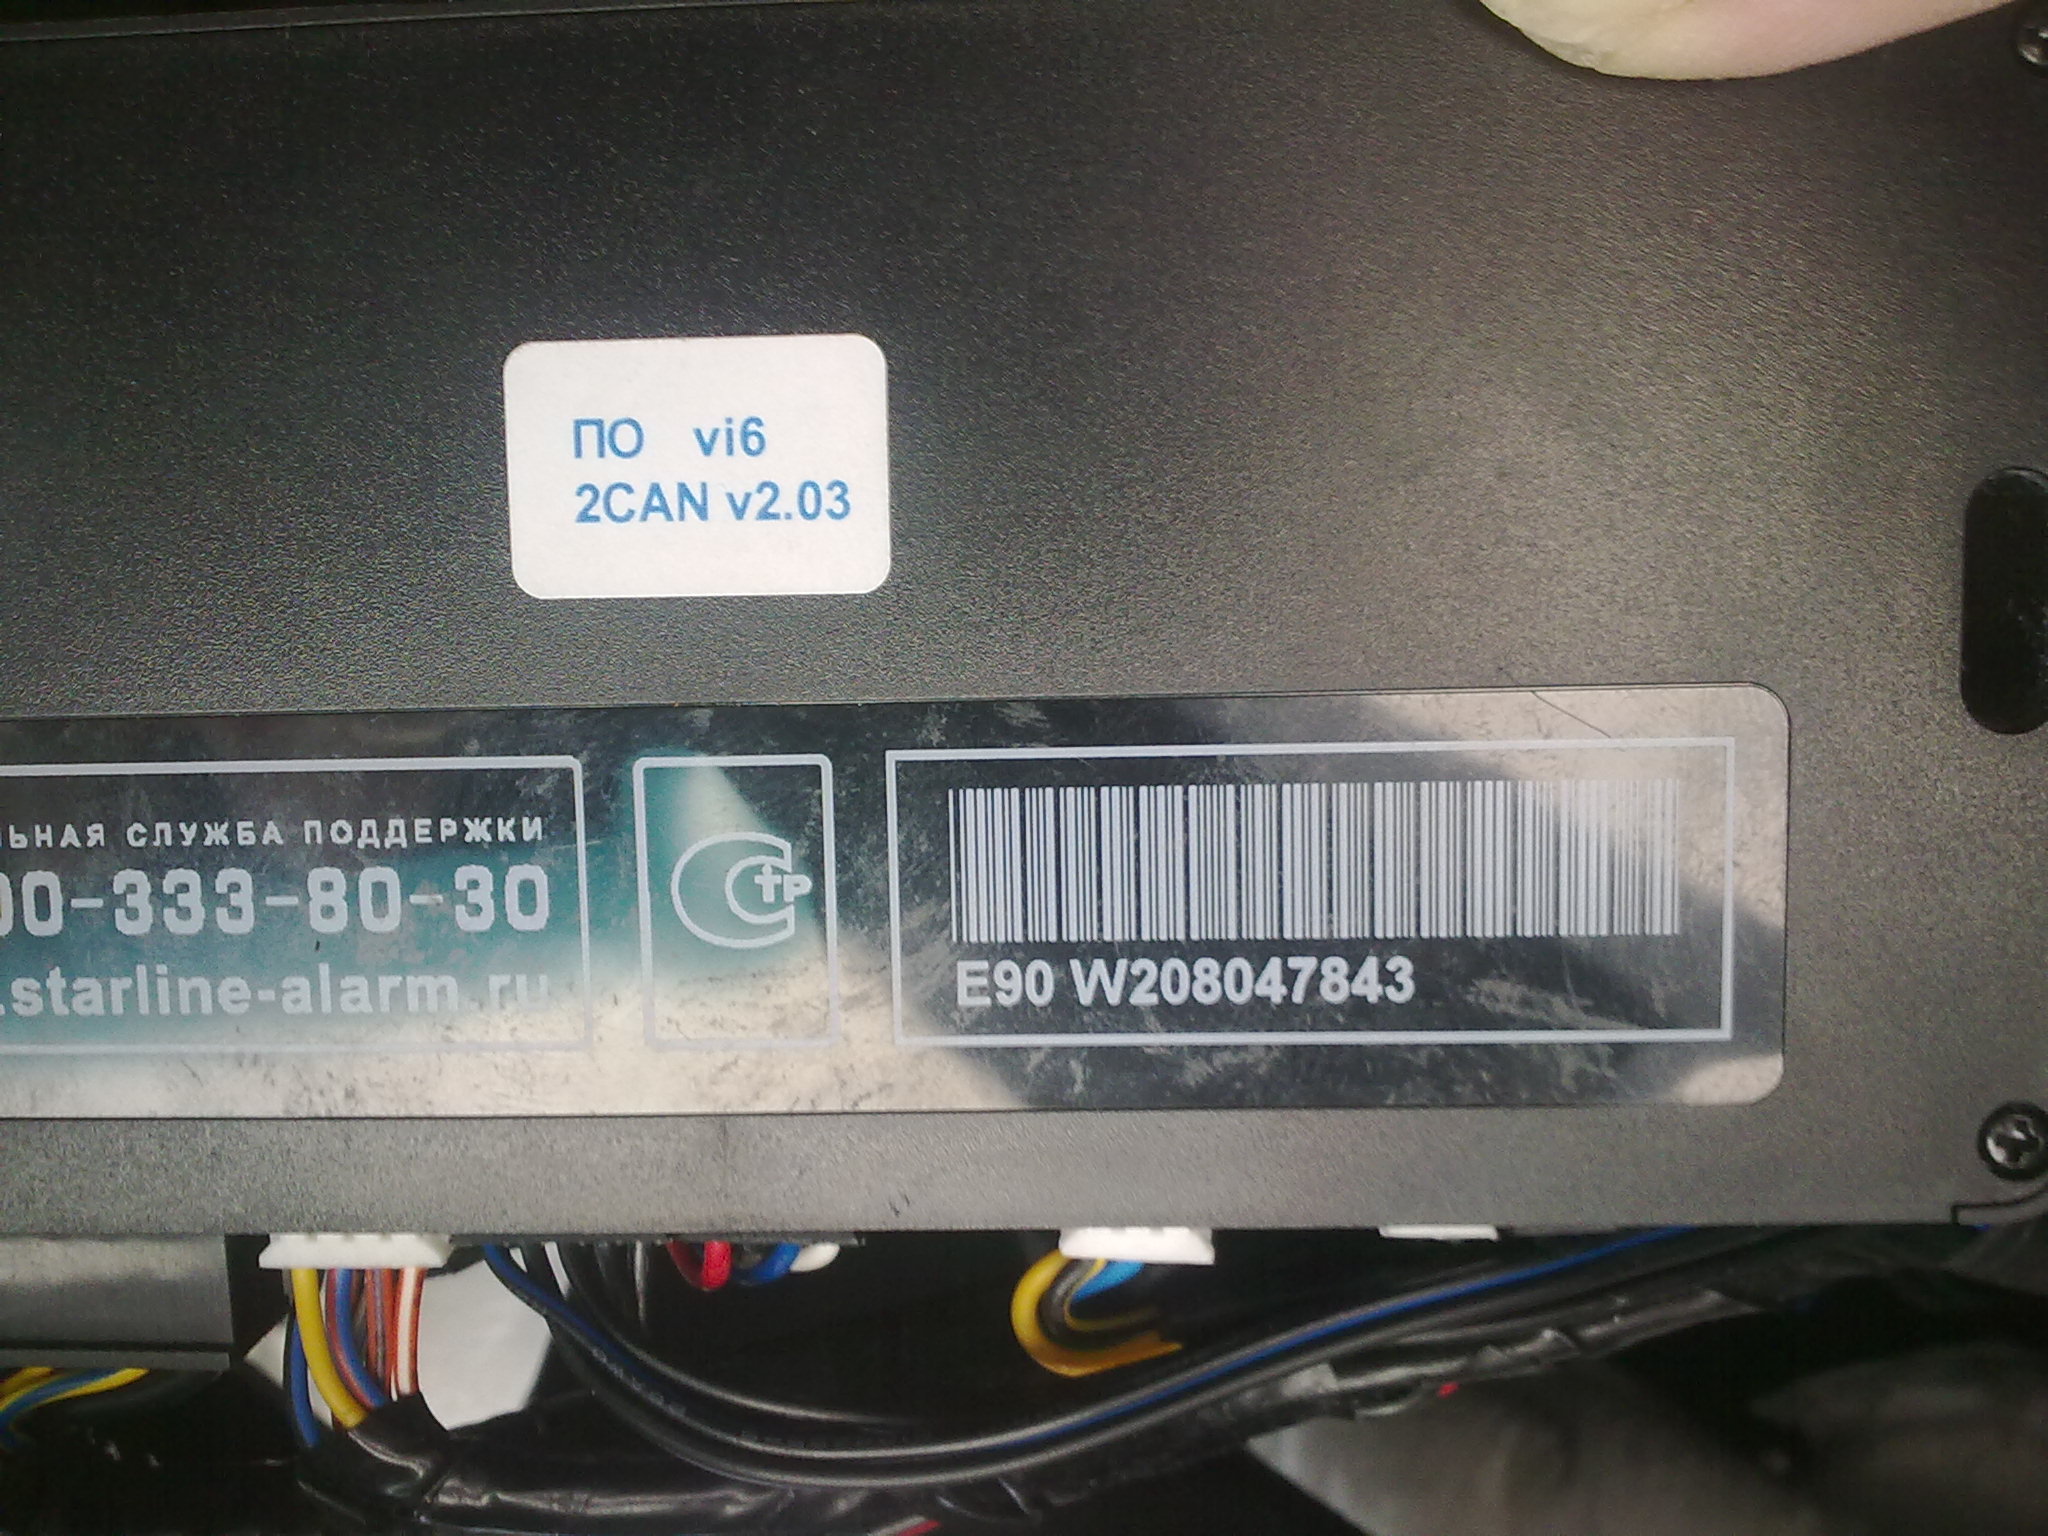 ПО vi6
2CAN v2.03
ЬНАЯ СЛУЖБА ПОДДЕРЖКИ
00-333-80-30
.starline-alarm.ru
E90 W208047843